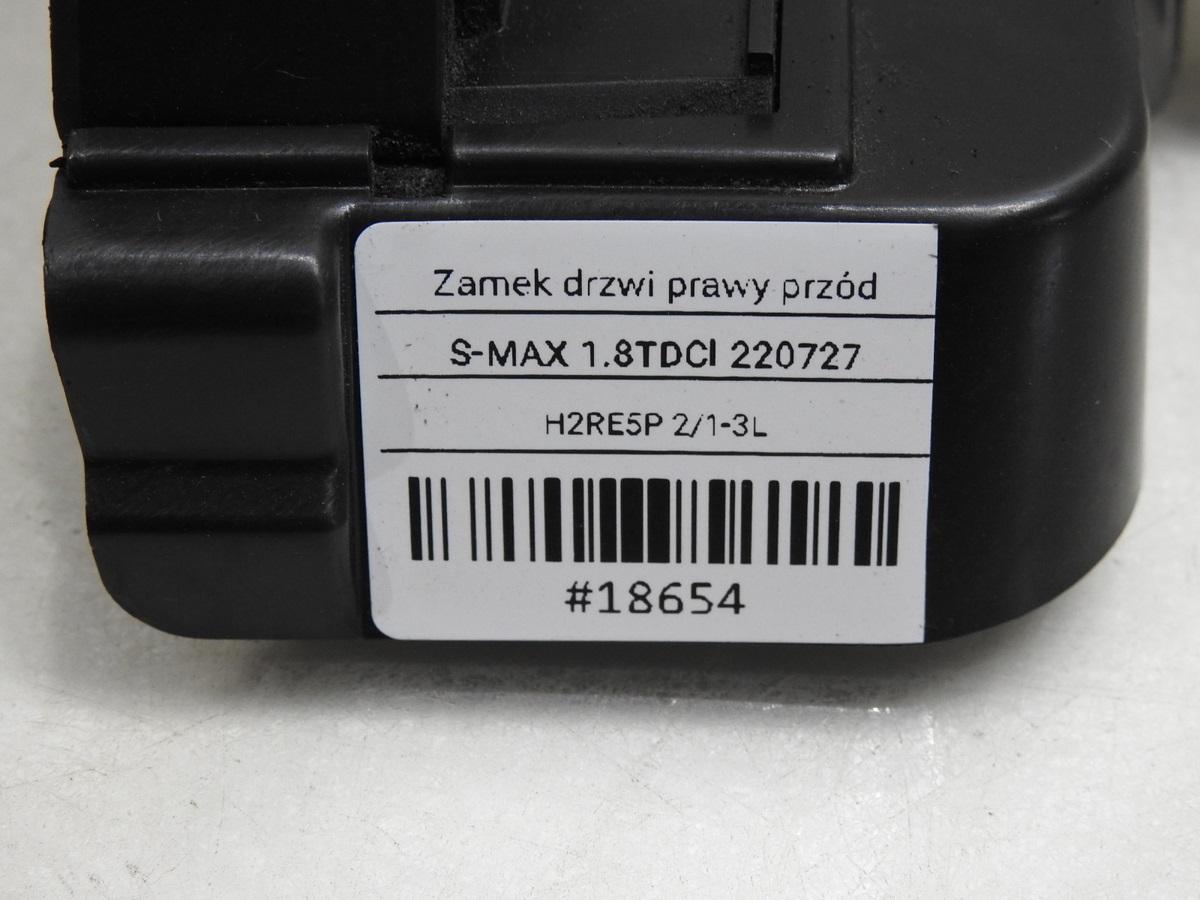 Zamek drzwi prawy przód
S-MAX 1.8TDCI 220727
H2RE5P 2/1-3L
#18654